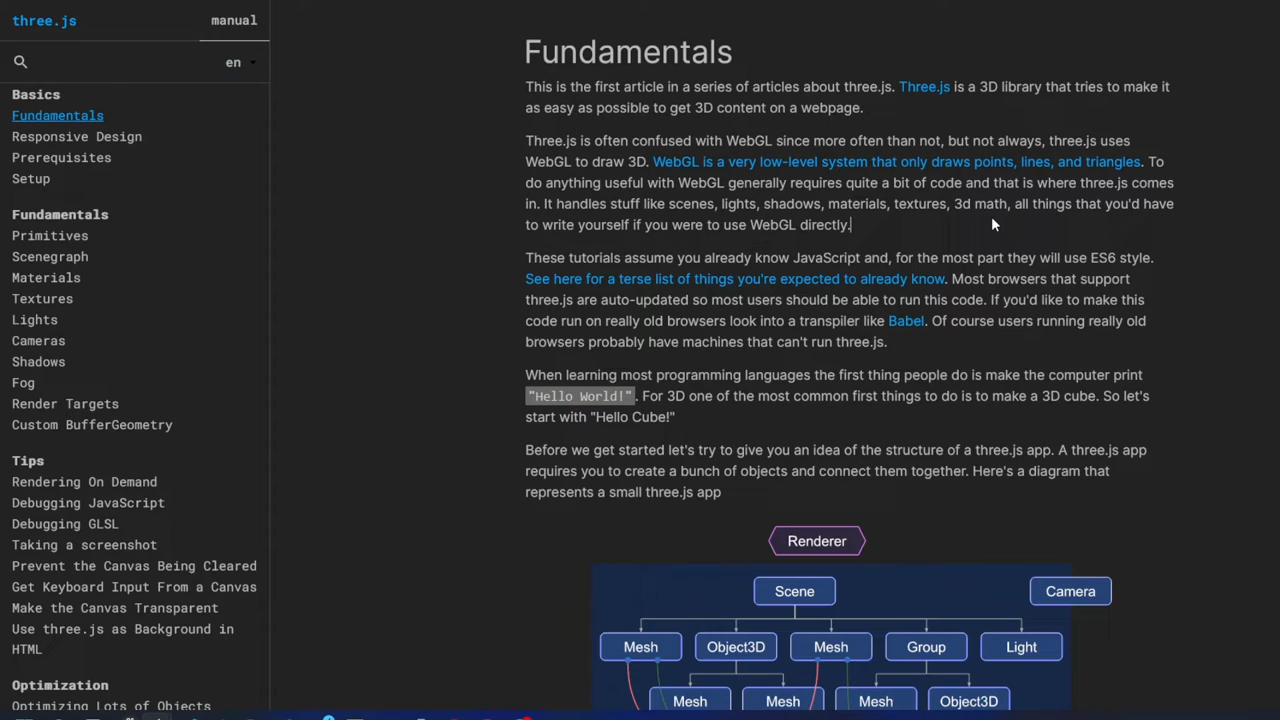 three.js
manual
en
Basics
Fundamentals
Responsive Design
Prerequisites
Setup
Fundamentals
Primitives
Scenegraph
Materials
Textures
Lights
Cameras
Shadows
Fog
Render Targets
Custom BufferGeometry
Tips
Rendering On Demand
Debugging JavaScript
Debugging GLSL
Taking a screenshot
Prevent the Canvas Being Cleared
Get Keyboard Input From a Canvas
Make the Canvas Transparent
Use three.js as Background in
HTML
Optimization
Optimizing Lots of Objects
Fundamentals
This is the first article in a series of articles about three.js. Three.js is a 3D library that tries to make it
as easy as possible to get 3D content on a webpage.
Three.js is often confused with WebGL since more often than not, but not always, three.js uses
WebGL to draw 3D. WebGL is a very low-level system that only draws points, lines, and triangles. To
do anything useful with WebGL generally requires quite a bit of code and that is where three.js comes
in. It handles stuff like scenes, lights, shadows, materials, textures, 3d math, all things that you'd have
to write yourself if you were to use WebGL directly.
These tutorials assume you already know JavaScript and, for the most part they will use ES6 style.
See here for a terse list of things you're expected to already know. Most browsers that support
three.js are auto-updated so most users should be able to run this code. If you'd like to make this
code run on really old browsers look into a transpiler like Babel. Of course users running really old
browsers probably have machines that can't run three.js.
When learning most programming languages the first thing people do is make the computer print
"Hello World!". For 3D one of the most common first things to do is to make a 3D cube. So let's
start with "Hello Cube!"
Before we get started let's try to give you an idea of the structure of a three.js app. A three.js app
requires you to create a bunch of objects and connect them together. Here's a diagram that
represents a small three.js app
Renderer
Scene
Camera
Mesh
Object3D
Mesh
Group
Light
Mesh
Mesh
Mesh
Object3D